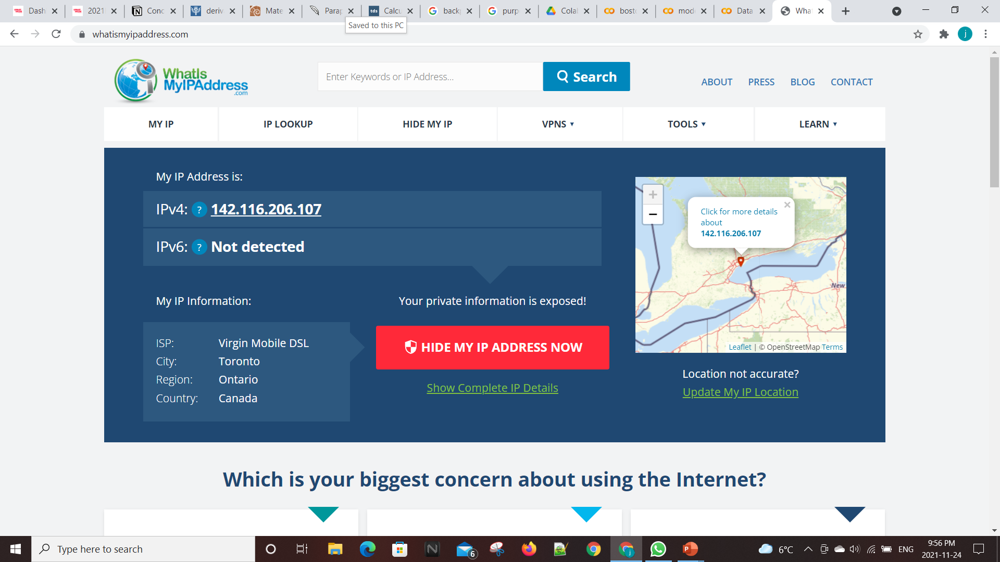 Dash
2021
Conc
deriv
Mate
Parap
tds
Calcu
back
purp
Colal
bost
mod
Data
What
Saved to this PC
whatismyipaddress.com
j
WhatIs
MyIPAddress
.com
Enter Keywords or IP Address...
Search
ABOUT
PRESS
BLOG
CONTACT
MY IP
IP LOOKUP
HIDE MY IP
VPNS
TOOLS
LEARN
My IP Address is:
IPv4: ? 142.116.206.107
IPv6: ? Not detected
+
−
Click for more details
about
142.116.206.107
New
Leaflet | © OpenStreetMap Terms
My IP Information:
Your private information is exposed!
ISP: Virgin Mobile DSL
City: Toronto
Region: Ontario
Country: Canada
HIDE MY IP ADDRESS NOW
Show Complete IP Details
Location not accurate?
Update My IP Location
Which is your biggest concern about using the Internet?
Type here to search
6
6°C
ENG
9:56 PM
2021-11-24